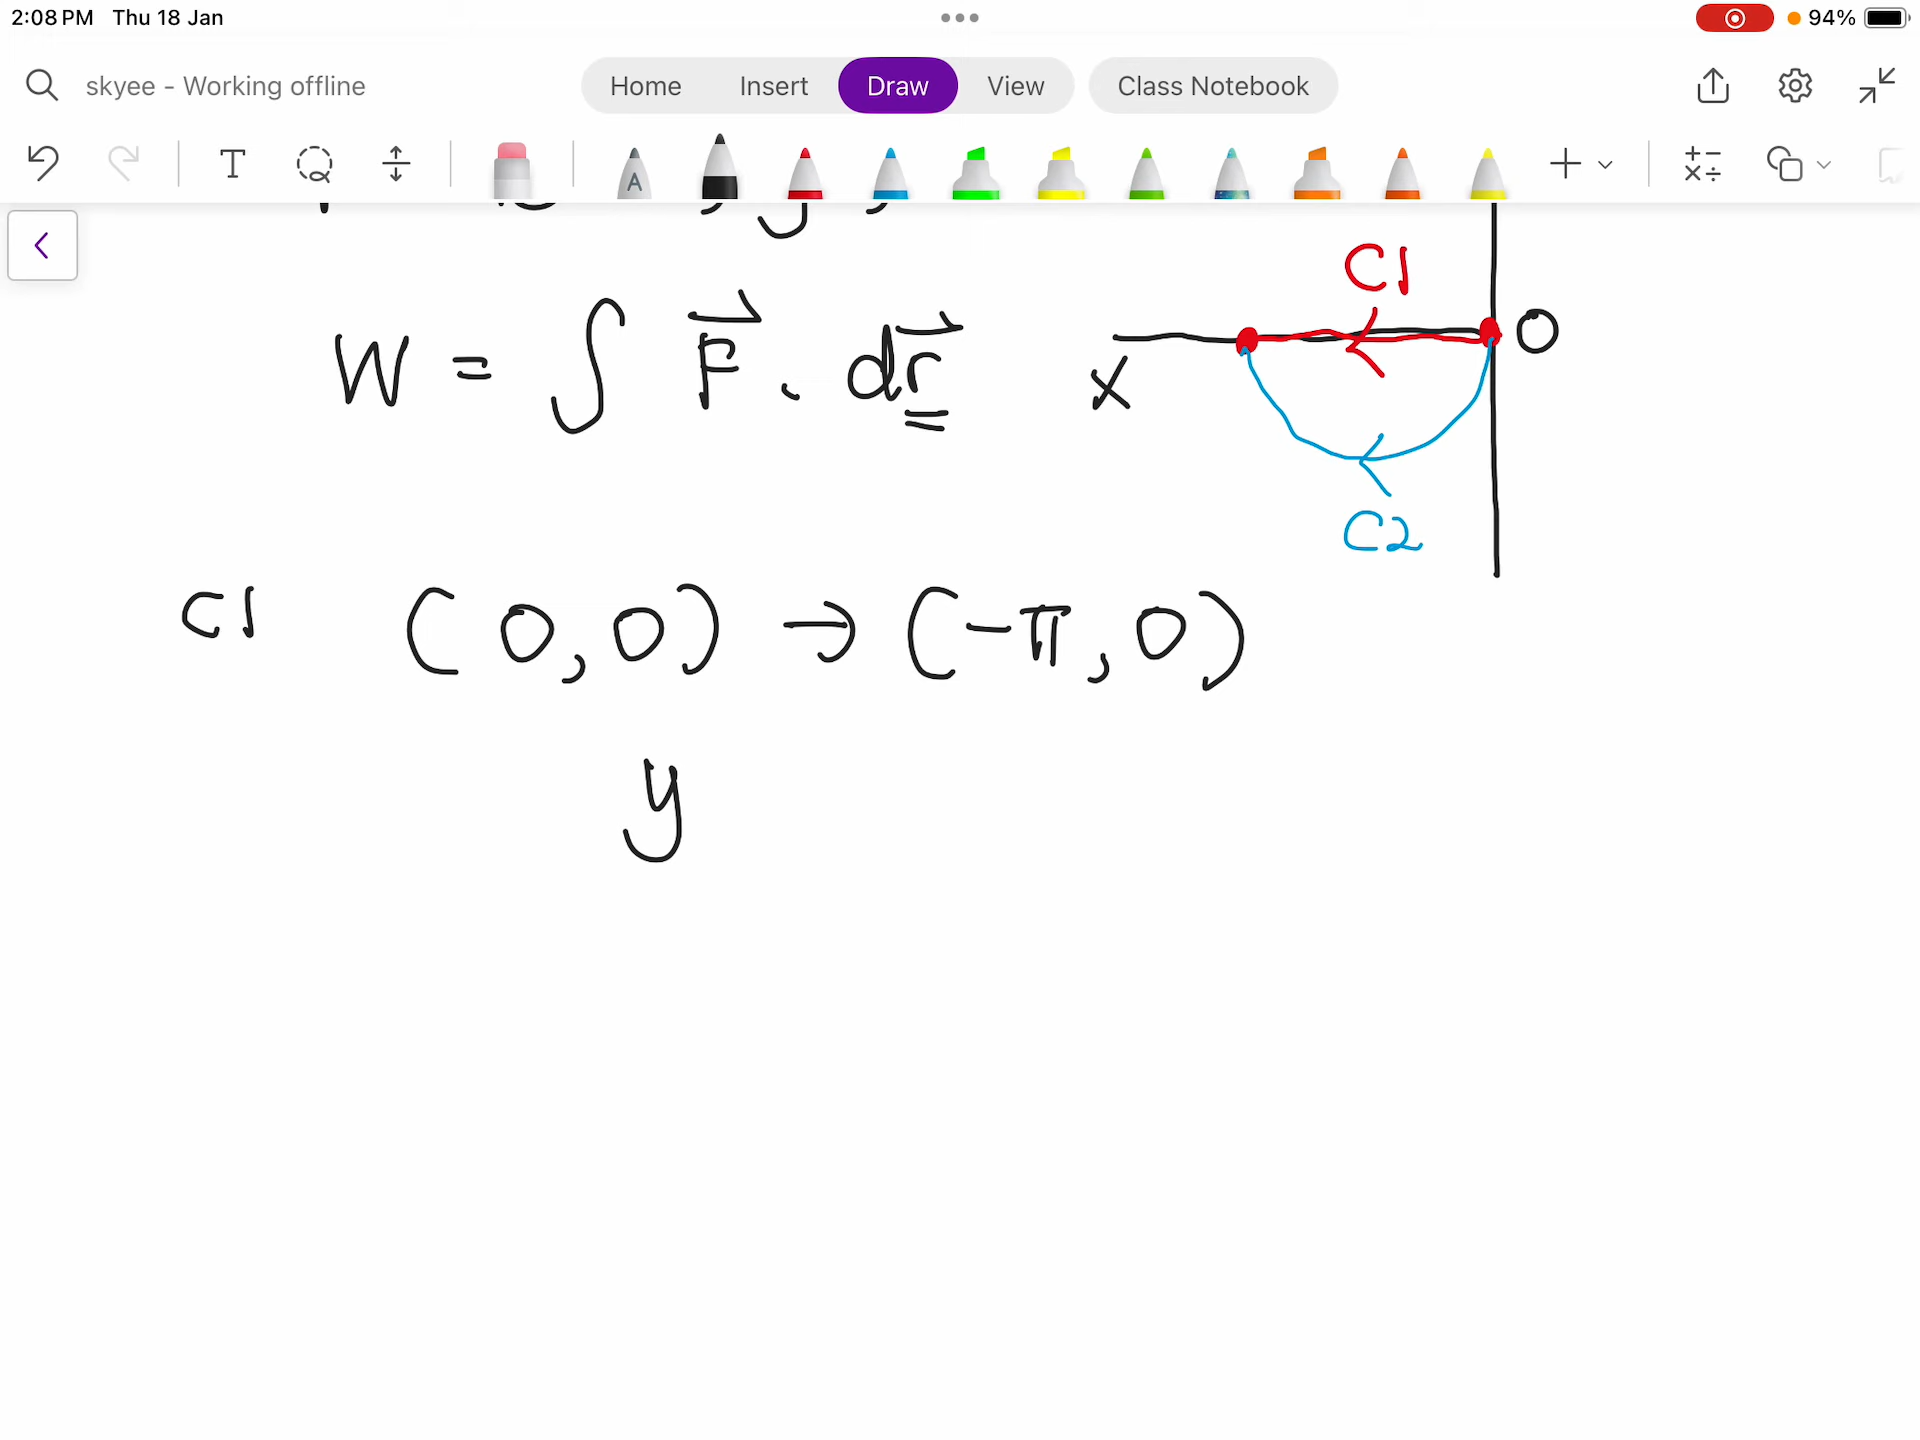 2:08 PM Thu 18 Jan 94%
skyee - Working offline Home Insert Draw View Class Notebook
T A
C1
W = ∫ F⃗ . dr⃗ X O
C2
C1 (0,0) → (-π,0)
y